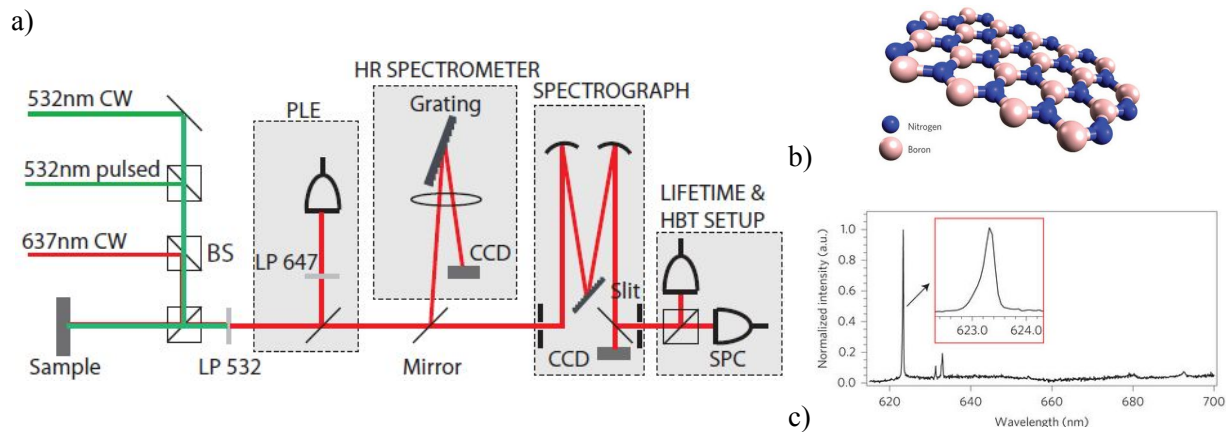 a)
532nm CW
532nm pulsed
637nm CW
BS
Sample
LP 532
PLE
LP 647
HR SPECTROMETER
Grating
CCD
Mirror
SPECTROGRAPH
Slit
CCD
LIFETIME &
HBT SETUP
SPC
Nitrogen
Boron
b)
Normalized intensity (a.u.)
1.0
0.8
0.6
0.4
0.2
0.0
623.0
624.0
620
640
660
680
700
Wavelength (nm)
c)